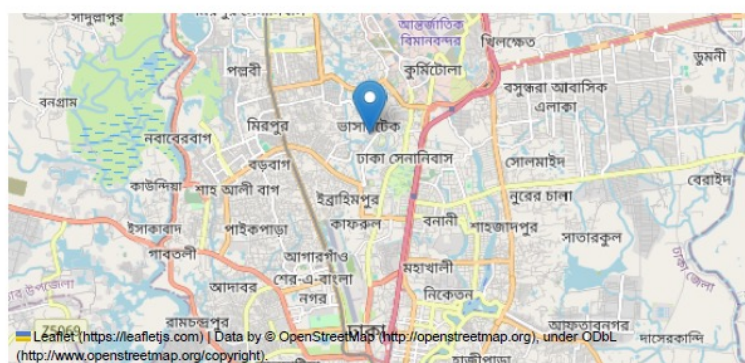 সাদুল্লাপুর
আন্তর্জাতিক
বিমানবন্দর
খিলক্ষেত
ডুমনী
পল্লবী
কুর্মিটোলা
বনগ্রাম
বসুন্ধরা আবাসিক
এলাকা
মিরপুর
নবাবেরবাগ
ঢাকা সেনানিবাস
বড়বাগ
সোলমাইদ
বেরাইদ
কাউন্দিয়া
শাহ আলী বাগ
ইব্রাহিমপুর
নুরের চালা
ইসাকাবাদ
পাইকপাড়া
কাফরুল
বনানী
শাহজাদপুর
সাতারকুল
গাবতলী
আগারগাঁও
মহাখালী
ঢাকা জেলা
আদাবর
শের-এ-বাংলা
নগর
নিকেতন
রামচন্দ্রপুর
আফতাবনগর
Z5069
ঢাকা
দাসেরকান্দি
Leaflet (https://leafletjs.com) | Data by © OpenStreetMap (http://openstreetmap.org), under ODbL
(http://www.openstreetmap.org/copyright).
হাজীপাড়া